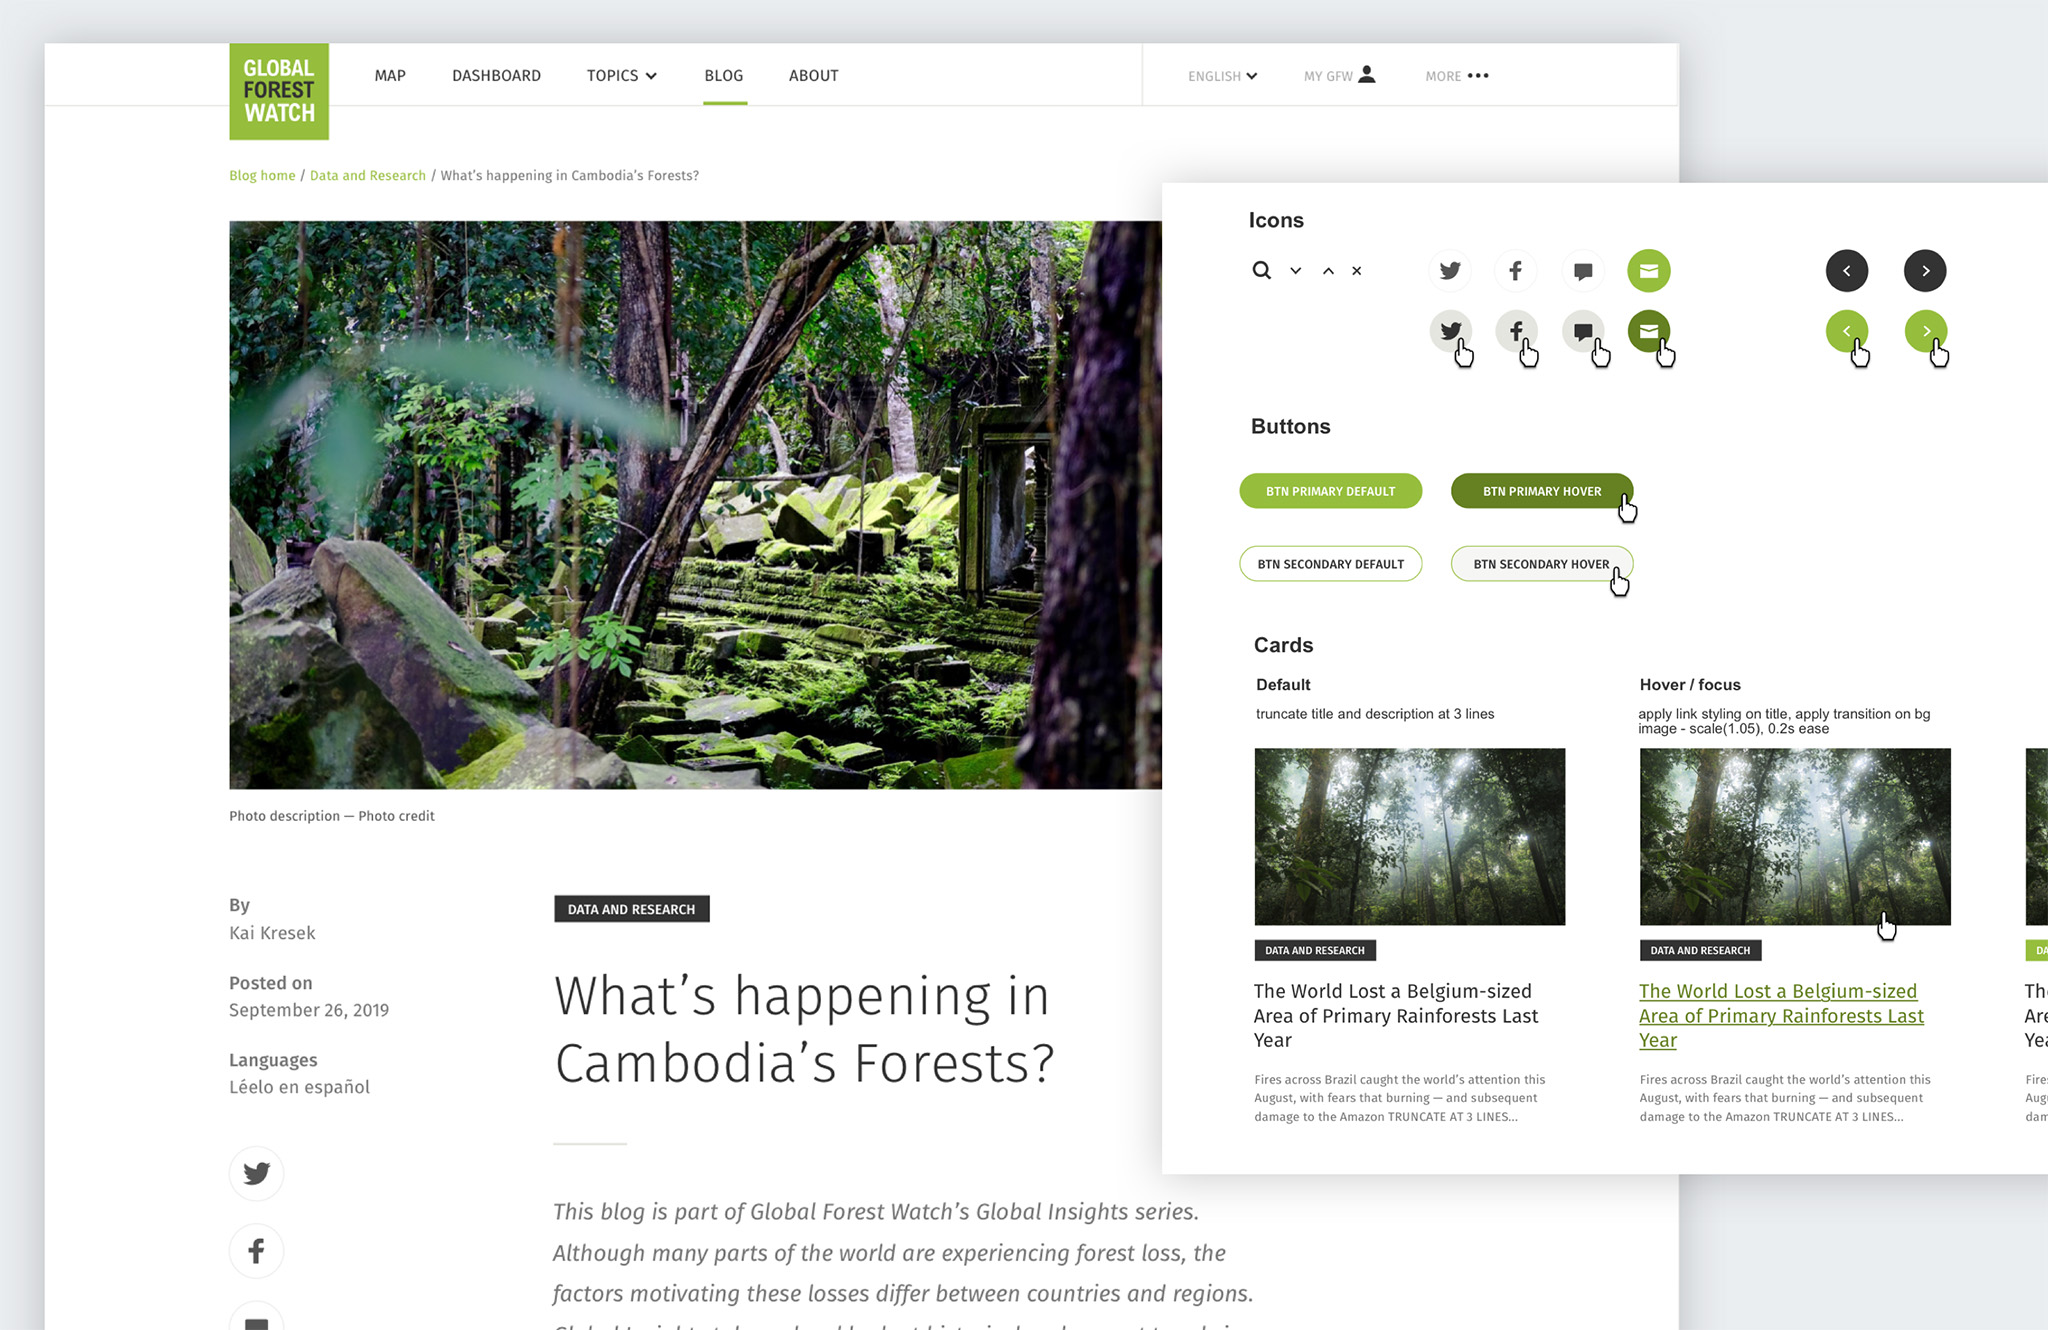 GLOBAL
FOREST
WATCH
MAP DASHBOARD TOPICS BLOG ABOUT
ENGLISH MY GFW MORE
Blog home / Data and Research / What's happening in Cambodia's Forests?
Photo description — Photo credit
By
Kai Kresek
Posted on
September 26, 2019
Languages
Léelo en español
DATA AND RESEARCH
What's happening in
Cambodia's Forests?
This blog is part of Global Forest Watch's Global Insights series.
Although many parts of the world are experiencing forest loss, the
factors motivating these losses differ between countries and regions.
Icons
Buttons
BTN PRIMARY DEFAULT
BTN PRIMARY HOVER
BTN SECONDARY DEFAULT
BTN SECONDARY HOVER
Cards
Default
truncate title and description at 3 lines
DATA AND RESEARCH
The World Lost a Belgium-sized
Area of Primary Rainforests Last
Year
Fires across Brazil caught the world's attention this
August, with fears that burning — and subsequent
damage to the Amazon TRUNCATE AT 3 LINES...
Hover / focus
apply link styling on title, apply transition on bg
image - scale(1.05), 0.2s ease
DATA AND RESEARCH
The World Lost a Belgium-sized
Area of Primary Rainforests Last
Year
Fires across Brazil caught the world's attention this
August, with fears that burning — and subsequent
damage to the Amazon TRUNCATE AT 3 LINES...